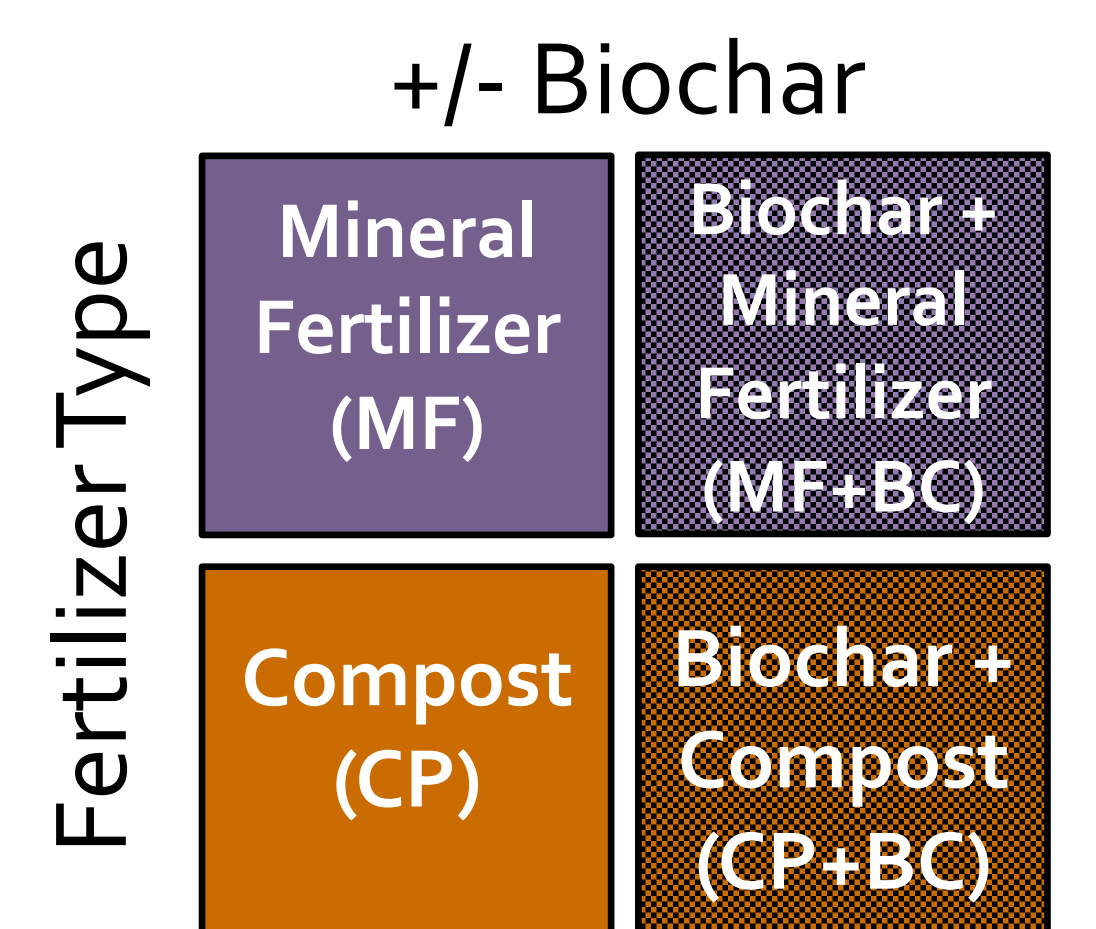 +/- Biochar
Fertilizer Type
Mineral
Fertilizer
(MF)
Biochar +
Mineral
Fertilizer
(MF+BC)
Compost
(CP)
Biochar +
Compost
(CP+BC)